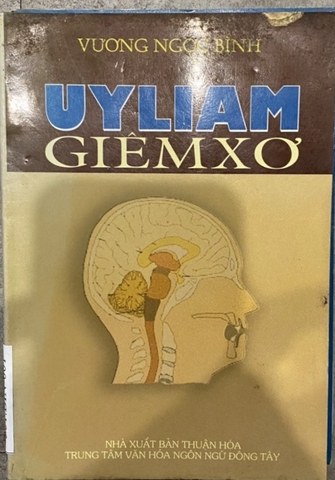 VƯƠNG NGỌC BÌNH
UYLIAM
GIÊMXƠ
NHÀ XUẤT BẢN THUẬN HÓA
TRUNG TÂM VĂN HÓA NGÔN NGỮ ĐÔNG TÂY